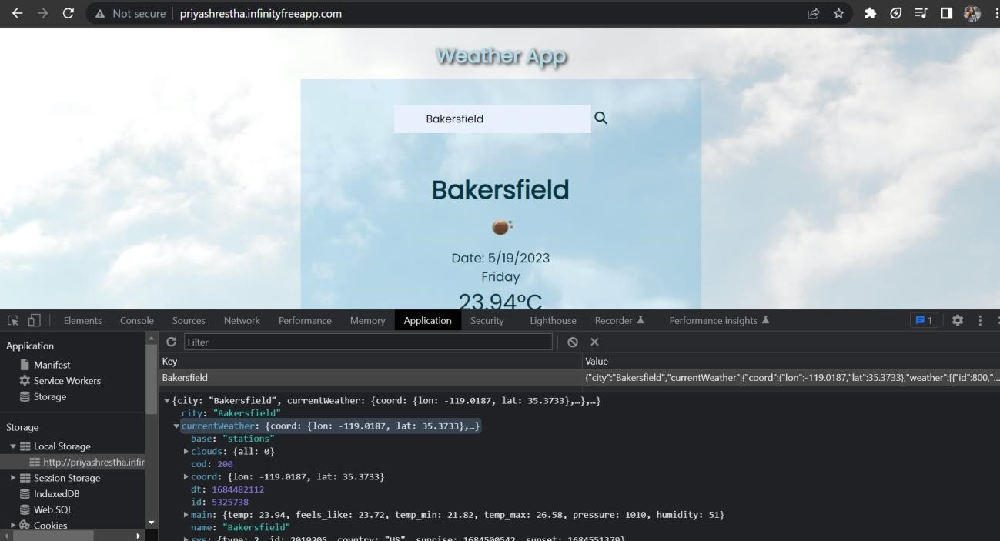 Not secure priyashrestha.infinityfreeapp.com
Weather App
Bakersfield
Bakersfield
Date: 5/19/2023
Friday
23.94°C
Elements Console Sources Network Performance Memory Application Security Lighthouse Recorder Performance insights 1
Application
Manifest
Service Workers
Storage
Storage
Local Storage
http://priyashrestha.infir
Session Storage
IndexedDB
Web SQL
Cookies
Filter
Key Value
Bakersfield {"city":"Bakersfield","currentWeather":{"coord":{"lon":-119.0187,"lat":35.3733},"weather":[{"id":800,"...
{city: "Bakersfield", currentWeather: {coord: {lon: -119.0187, lat: 35.3733},…},…}
city: "Bakersfield"
currentWeather: {coord: {lon: -119.0187, lat: 35.3733},…}
base: "stations"
clouds: {all: 0}
cod: 200
coord: {lon: -119.0187, lat: 35.3733}
dt: 1684482112
id: 5325738
main: {temp: 23.94, feels_like: 23.72, temp_min: 21.82, temp_max: 26.58, pressure: 1010, humidity: 51}
name: "Bakersfield"
sys: {type: 2, id: 2019205, country: "US", sunrise: 1684500542, sunset: 1684551379}